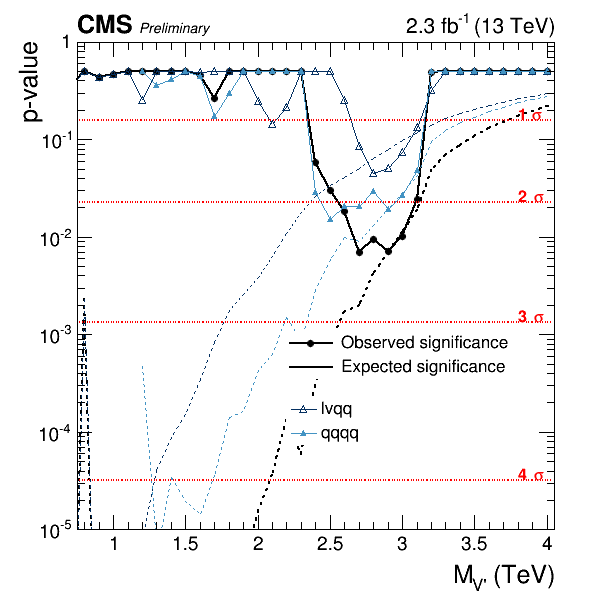 CMS Preliminary 2.3 fb⁻¹ (13 TeV)
p-value
1
10⁻¹
10⁻²
10⁻³
10⁻⁴
10⁻⁵
1 σ
2 σ
3 σ
4 σ
Observed significance
Expected significance
lvqq
qqqq
1 1.5 2 2.5 3 3.5 4
M_V' (TeV)